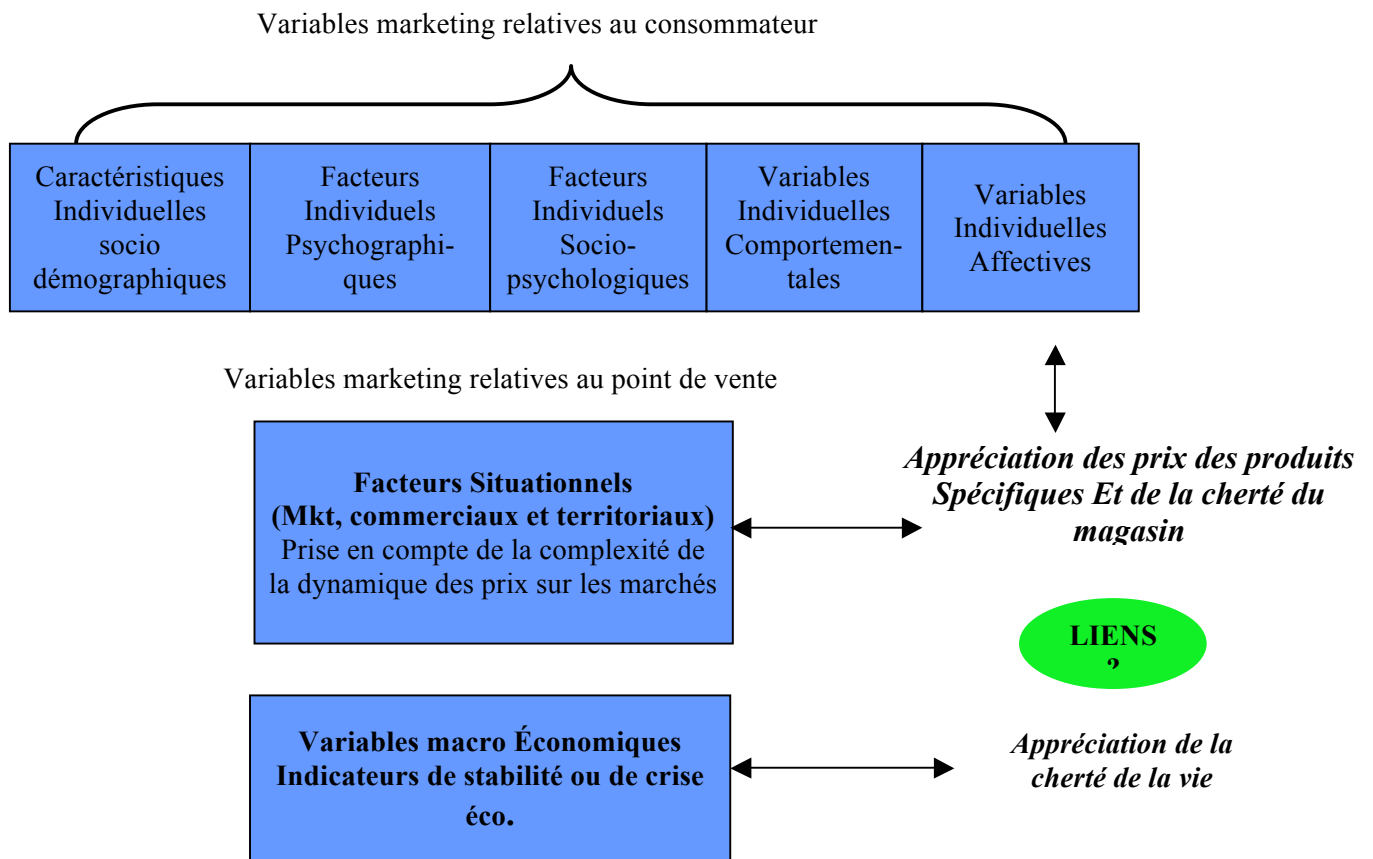 Variables marketing relatives au consommateur
Caractéristiques
Individuelles
socio
démographiques
Facteurs
Individuels
Psychographi-
ques
Facteurs
Individuels
Socio-
psychologiques
Variables
Individuelles
Comportemen-
tales
Variables
Individuelles
Affectives
Variables marketing relatives au point de vente
Facteurs Situationnels
(Mkt, commerciaux et territoriaux)
Prise en compte de la complexité de
la dynamique des prix sur les marchés
Appréciation des prix des produits
Spécifiques Et de la cherté du
magasin
LIENS
?
Variables macro Économiques
Indicateurs de stabilité ou de crise
éco.
Appréciation de la
cherté de la vie